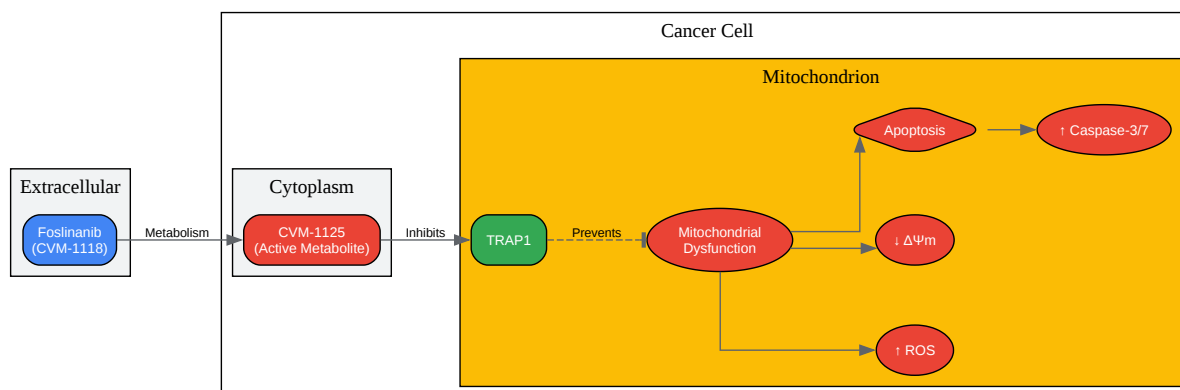 Cancer Cell
Mitochondrion
Apoptosis
↑ Caspase-3/7
Extracellular
Cytoplasm
Foslinanib
(CVM-1118)
Metabolism
CVM-1125
(Active Metabolite)
Inhibits
TRAP1
Prevents
Mitochondrial
Dysfunction
↓ ΔΨm
↑ ROS